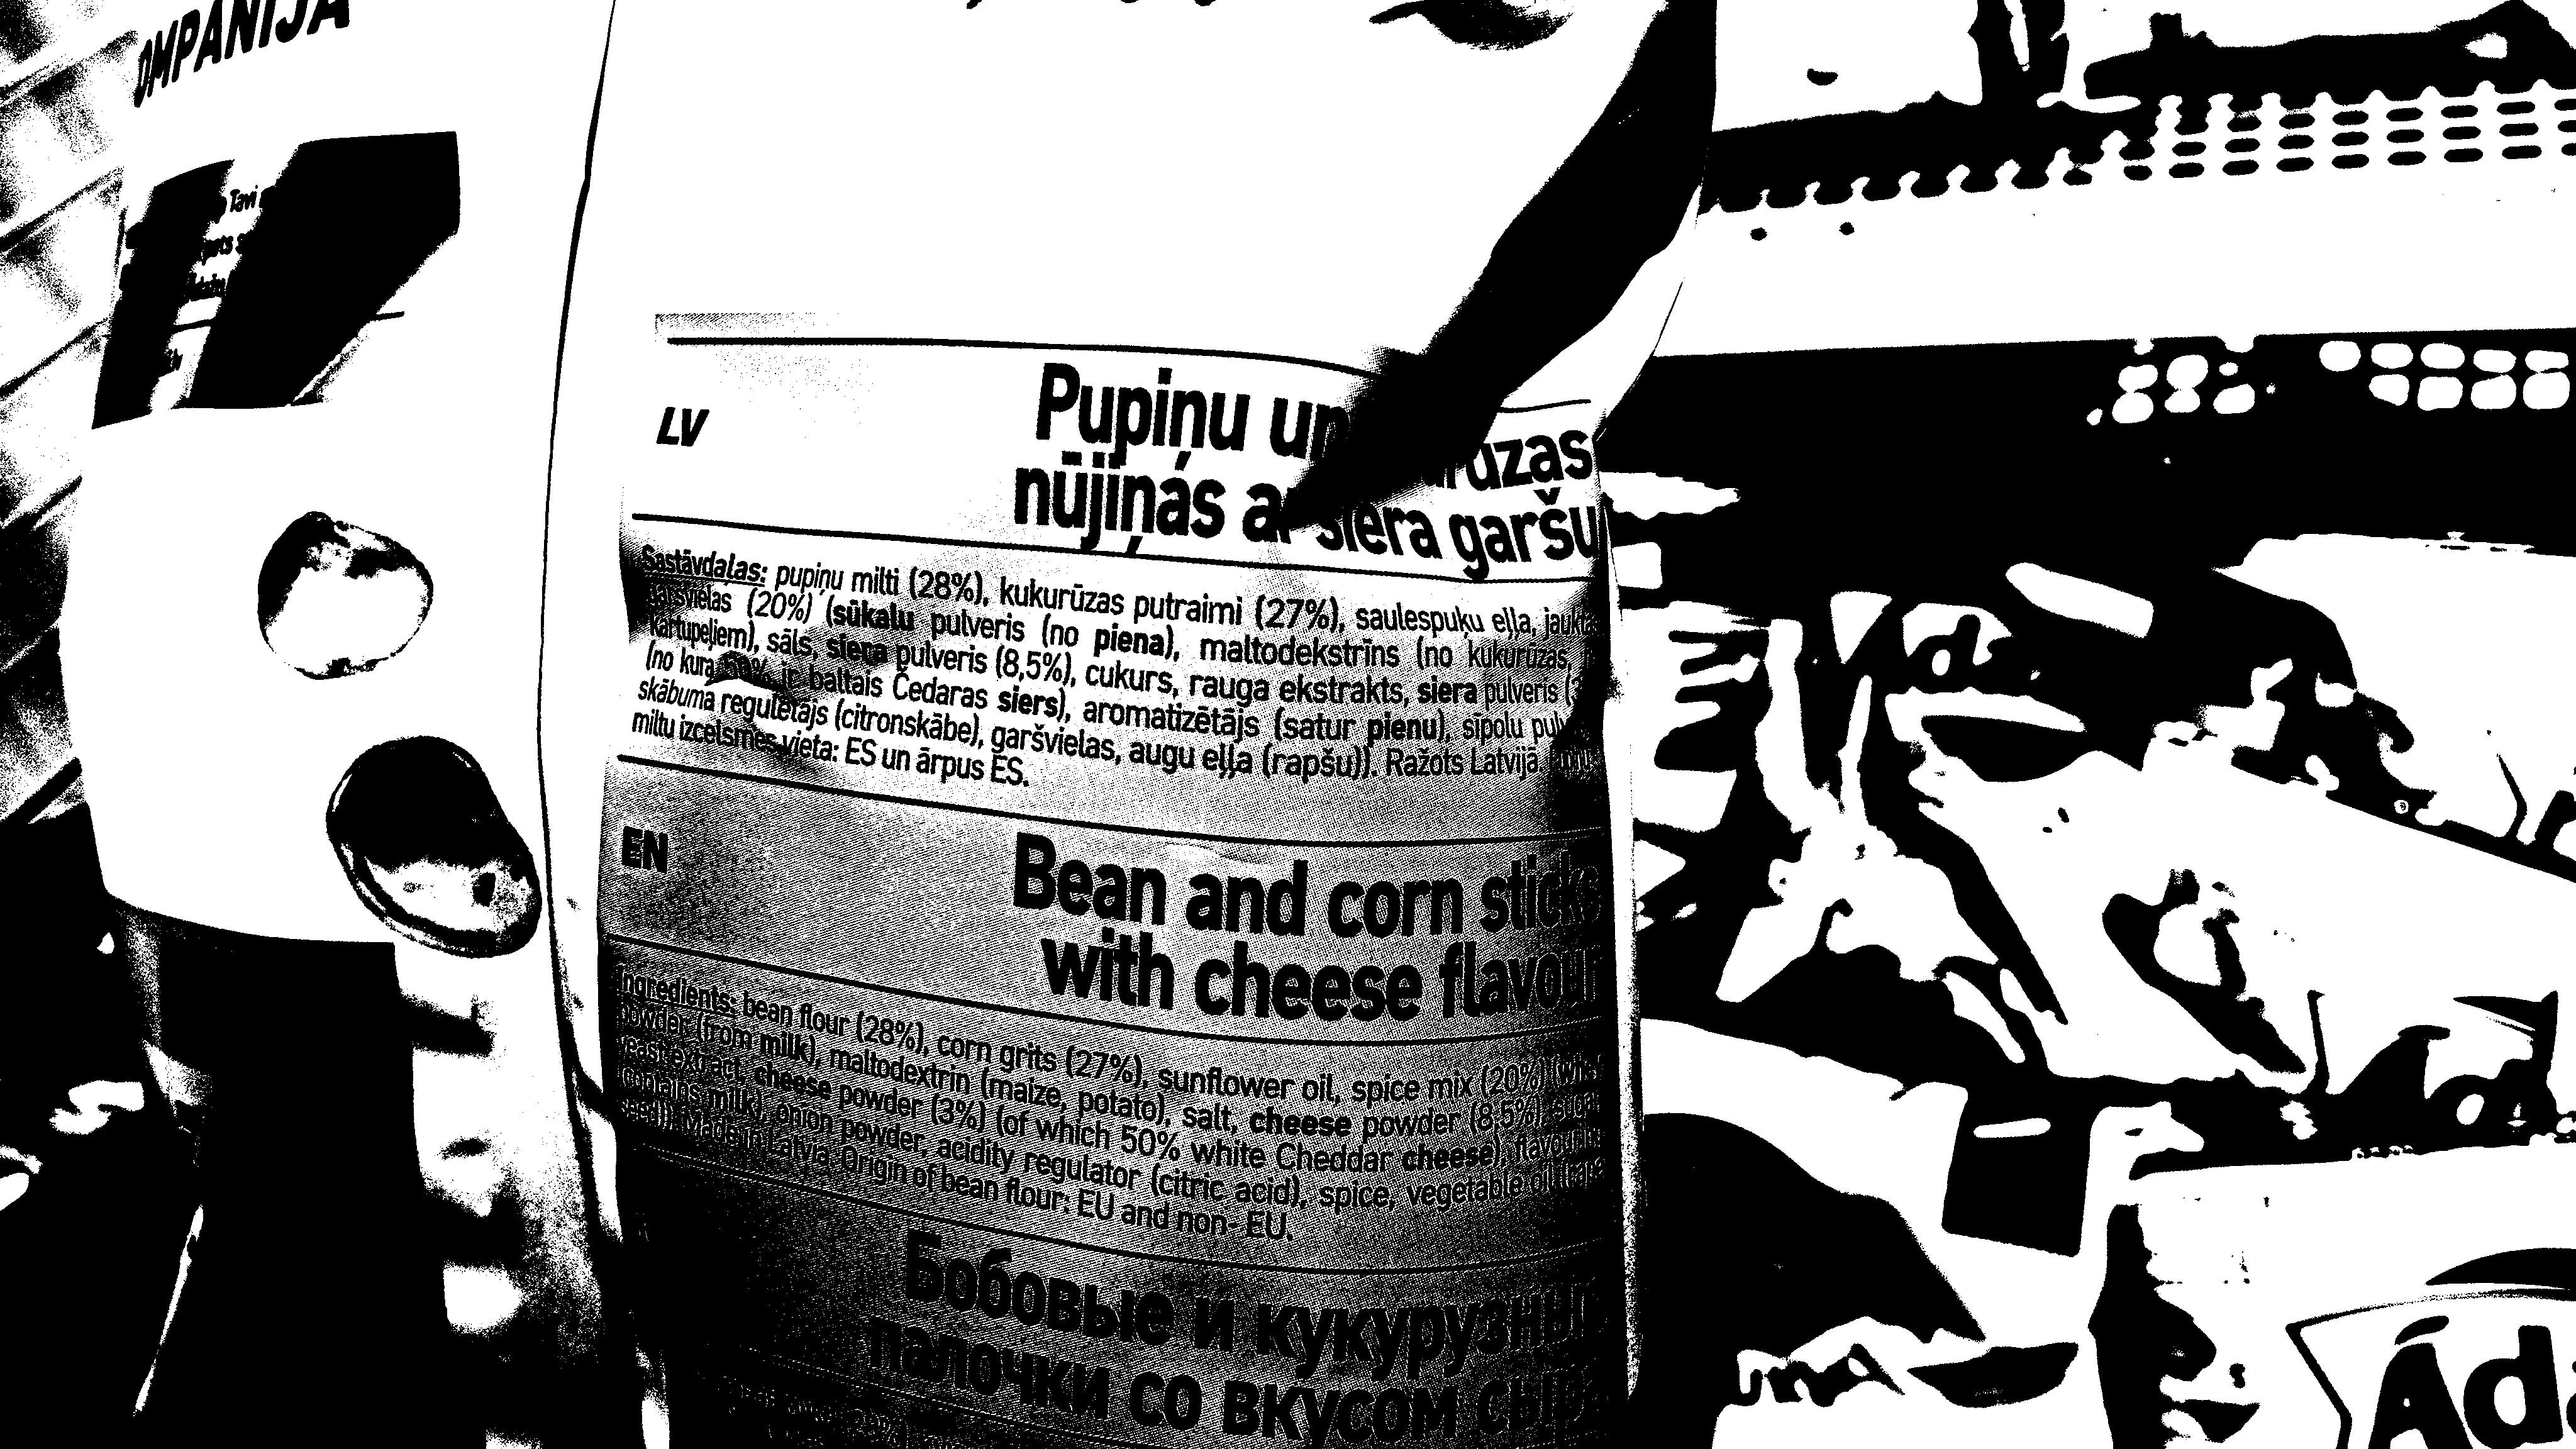 OMPANIJA
Tavi
LV
Pupiņu un
nūjiņas ar siera garšu
Sastāvdaļas: pupiņu milti (28%), kukurūzas putraimi (27%), saulespuķu eļļa,
garšvielas (20%) (sūkalu pulveris (no piena), maltodekstrīns (no kukurūzas,
kartupeļiem), sāls, siera pulveris (8,5%), cukurs, rauga ekstrakts, siera pulveris
(no kura 50% ir baltais Čedaras siers), aromatizētājs (satur pienu), sīpolu
skābuma regulētājs (citronskābe), garšvielas, augu eļļa (rapšu)). Ražots Latvijā
miltu izcelsmes vieta: ES un ārpus ES.
EN
Bean and corn sticks
with cheese flavour
Ingredients: bean flour (28%), corn grits (27%), sunflower oil, spice mix (20%)
powder (from milk), maltodextrin (maize, potato), salt, cheese powder (8,5%),
yeast extract, cheese powder (3%) (of which 50% white Cheddar cheese),
(contains milk), onion powder, acidity regulator (citric acid), spice, vegetable oil
seed)). Made in Latvia. Origin of bean flour: EU and non- EU.
Бобовые и кукурузные
палочки со вкусом сыра